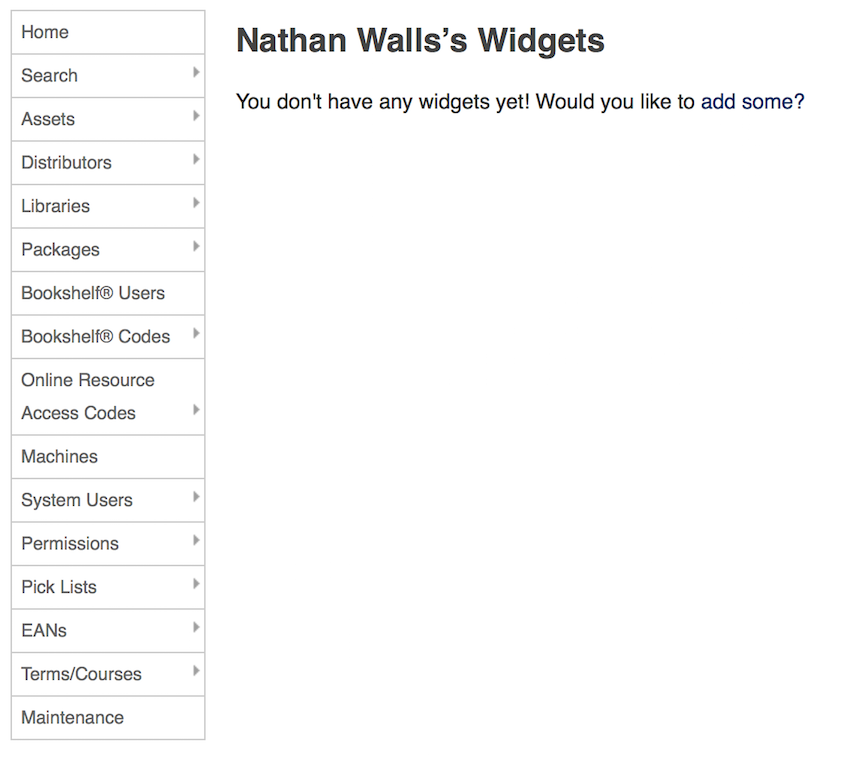 Home
Search
Assets
Distributors
Libraries
Packages
Bookshelf® Users
Bookshelf® Codes
Online Resource
Access Codes
Machines
System Users
Permissions
Pick Lists
EANs
Terms/Courses
Maintenance
Nathan Walls’s Widgets
You don't have any widgets yet! Would you like to add some?